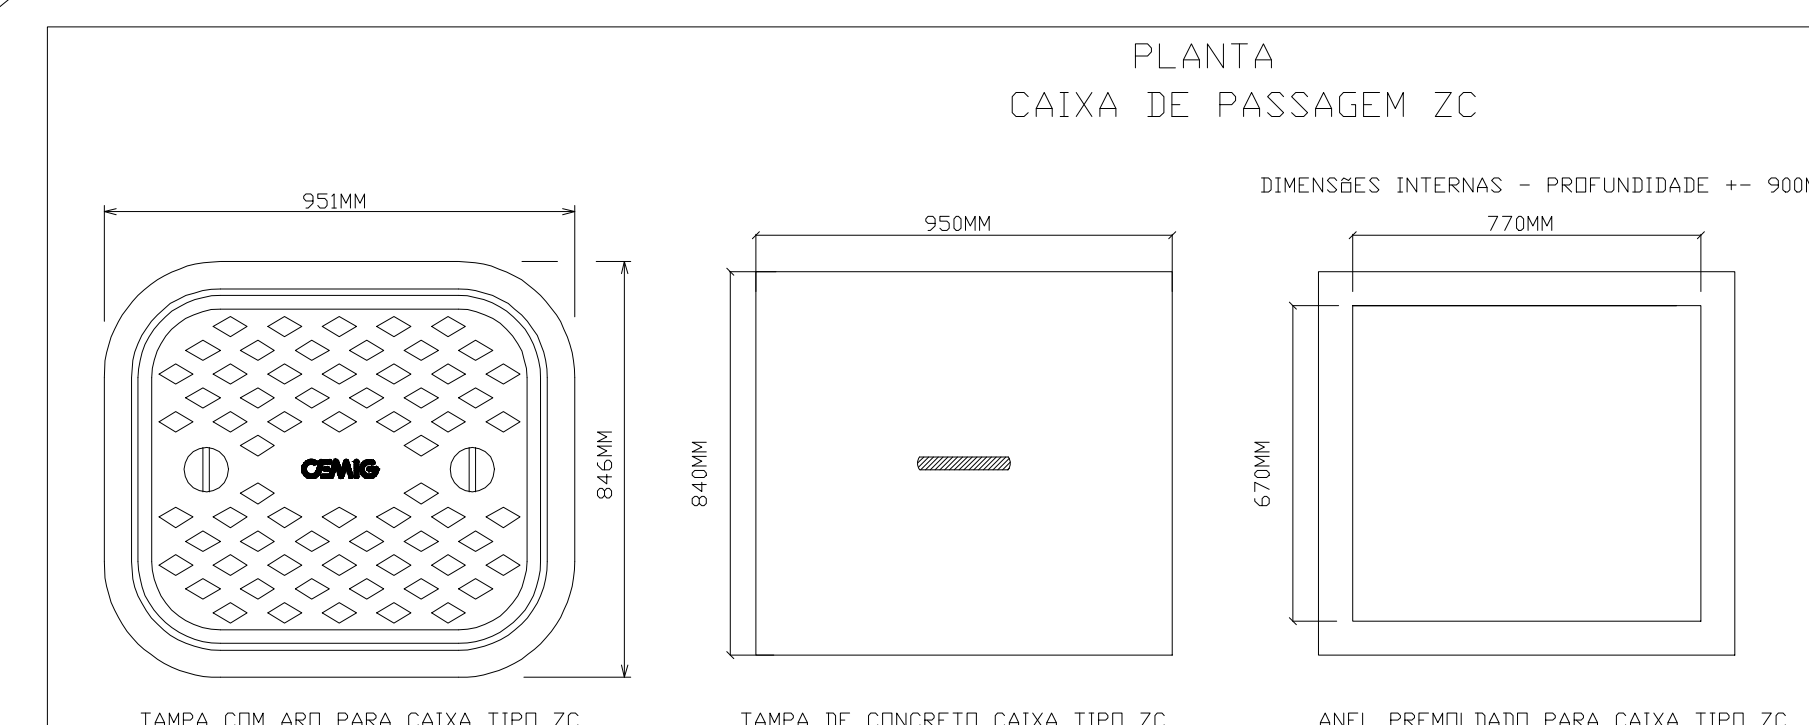 PLANTA
CAIXA DE PASSAGEM ZC
DIMENSÕES INTERNAS - PROFUNDIDADE +- 900M
951MM
950MM
770MM
846MM
840MM
670MM
CEMIG
TAMPA COM ARO PARA CAIXA TIPO ZC
TAMPA DE CONCRETO CAIXA TIPO ZC
ANEL PREMOLDADO PARA CAIXA TIPO ZC